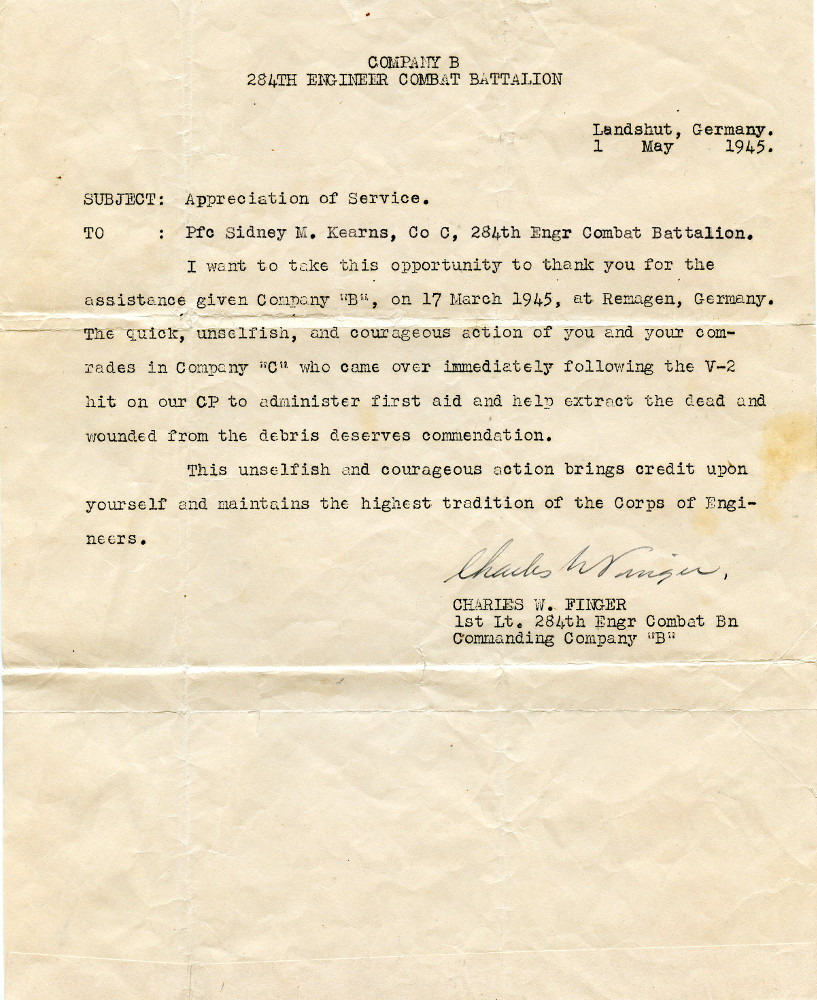 COMPANY B
284TH ENGINEER COMBAT BATTALION
Landshut, Germany.
1 May 1945.
SUBJECT: Appreciation of Service.
TO : Pfc Sidney M. Kearns, Co C, 284th Engr Combat Battalion.
I want to take this opportunity to thank you for the
assistance given Company "B", on 17 March 1945, at Remagen, Germany.
The quick, unselfish, and courageous action of you and your com-
rades in Company "C" who came over immediately following the V-2
hit on our CP to administer first aid and help extract the dead and
wounded from the debris deserves commendation.
This unselfish and courageous action brings credit upon
yourself and maintains the highest tradition of the Corps of Engi-
neers.
Charles W Finger,
CHARLES W. FINGER
1st Lt. 284th Engr Combat Bn
Commanding Company "B"